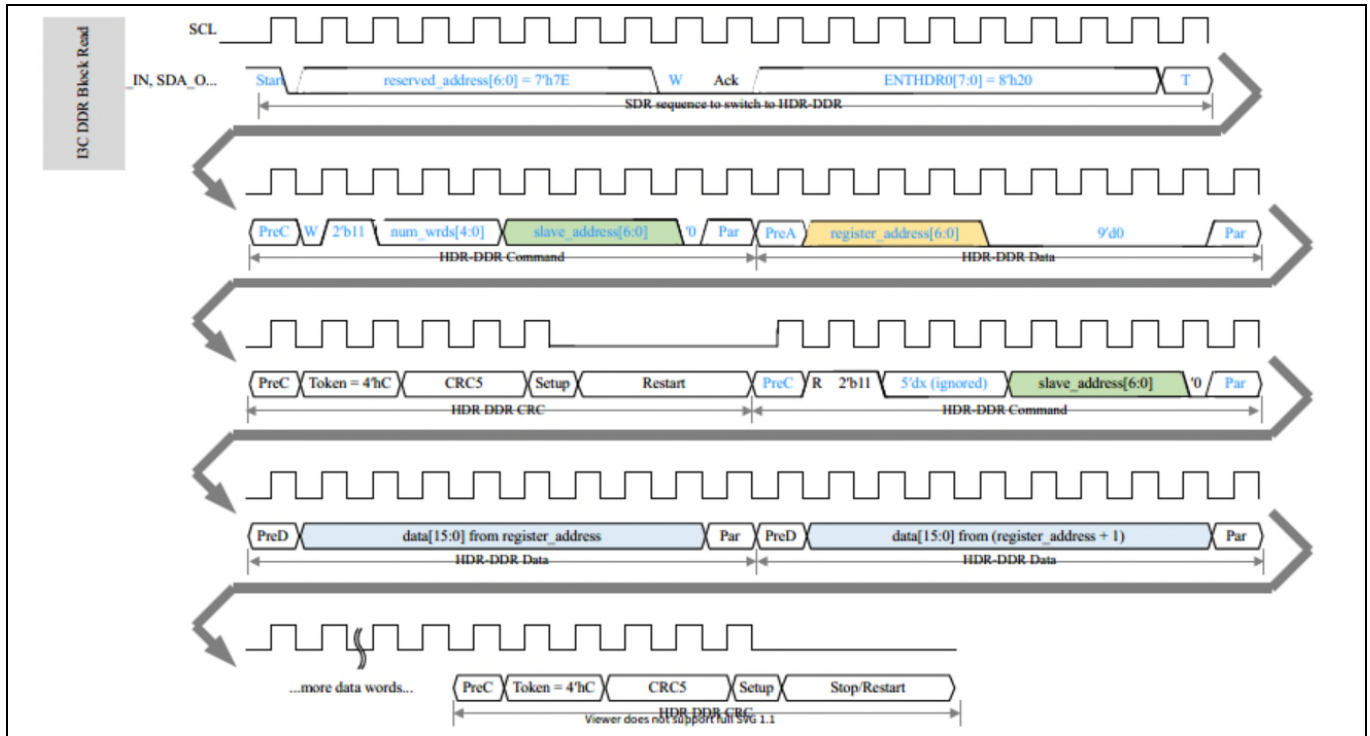 I3C DDR Block Read
SCL
_IN, SDA_O...
Start reserved_address[6:0] = 7'h7E W Ack ENTHDR0[7:0] = 8'h20 T
SDR sequence to switch to HDR-DDR
PreC W 2'b11 num_wrds[4:0] slave_address[6:0] '0 Par PreA register_address[6:0] 9'd0 Par
HDR-DDR Command HDR-DDR Data
PreC Token = 4'hC CRC5 Setup Restart PreC R 2'b11 5'dx (ignored) slave_address[6:0] '0 Par
HDR DDR CRC HDR-DDR Command
PreD data[15:0] from register_address Par PreD data[15:0] from (register_address + 1) Par
HDR-DDR Data HDR-DDR Data
...more data words... PreC Token = 4'hC CRC5 Setup Stop/Restart
HDR DDR CRC
Viewer does not support full SVG 1.1